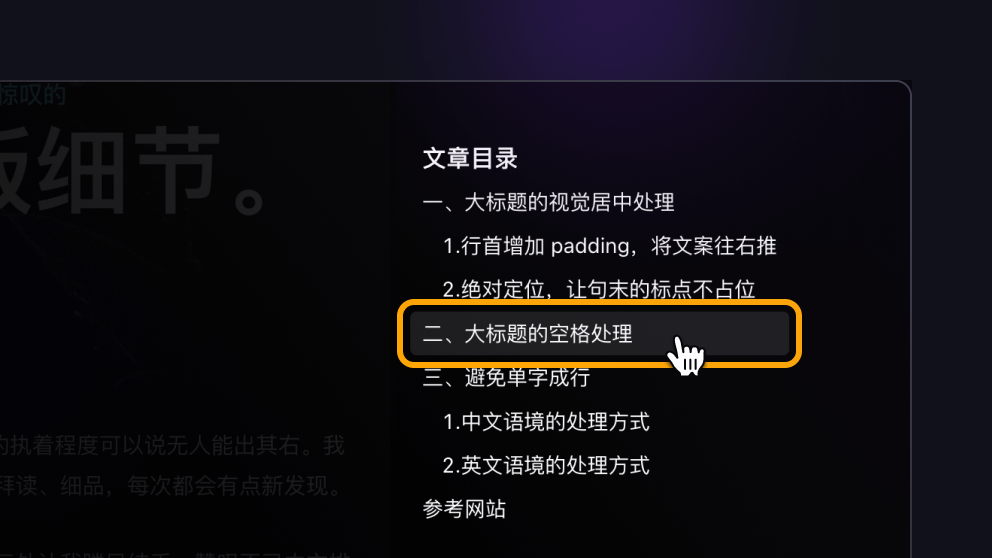 惊叹的
版细节。
文章目录
一、大标题的视觉居中处理
1.行首增加 padding，将文案往右推
2.绝对定位，让句末的标点不占位
二、大标题的空格处理
三、避免单字成行
1.中文语境的处理方式
2.英文语境的处理方式
参考网站
的执着程度可以说无人能出其右。我
拜读、细品，每次都会有点新发现。